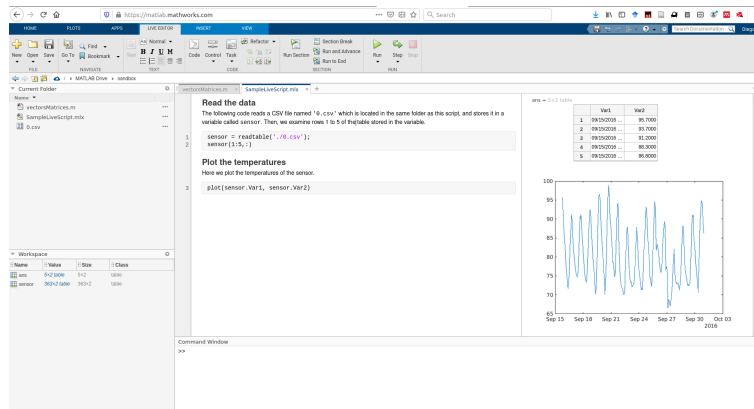 https://matlab.mathworks.com
Search
HOME PLOTS APPS LIVE EDITOR INSERT VIEW
Search Documentation
Diego
New Open Save Go To Find Bookmark
Text Normal
B I U M
Code Control Task Refactor
Run Section Section Break
Run and Advance
Run to End
Run Step Stop
FILE NAVIGATE TEXT CODE SECTION RUN
/ MATLAB Drive sandbox
Current Folder
Name
vectorsMatrices.m
SampleLiveScript.mlx
0.csv
Workspace
Name Value Size Class
ans 5×2 table 5×2 table
sensor 363×2 table 363×2 table
vectorsMatrices.m × SampleLiveScript.mlx × +
Read the data
The following code reads a CSV file named '0.csv' which is located in the same folder as this script, and stores it in a
variable called sensor. Then, we examine rows 1 to 5 of the table stored in the variable.
1 sensor = readtable('./0.csv');
2 sensor(1:5,:)
Plot the temperatures
Here we plot the temperatures of the sensor.
3 plot(sensor.Var1, sensor.Var2)
ans = 5×2 table
Var1 Var2
1 09/15/2016 ... 95.7000
2 09/15/2016 ... 93.7000
3 09/15/2016 ... 91.2000
4 09/15/2016 ... 88.3000
5 09/15/2016 ... 86.6000
100
95
90
85
80
75
70
65
Sep 15 Sep 18 Sep 21 Sep 24 Sep 27 Sep 30 Oct 03
2016
Command Window
>>